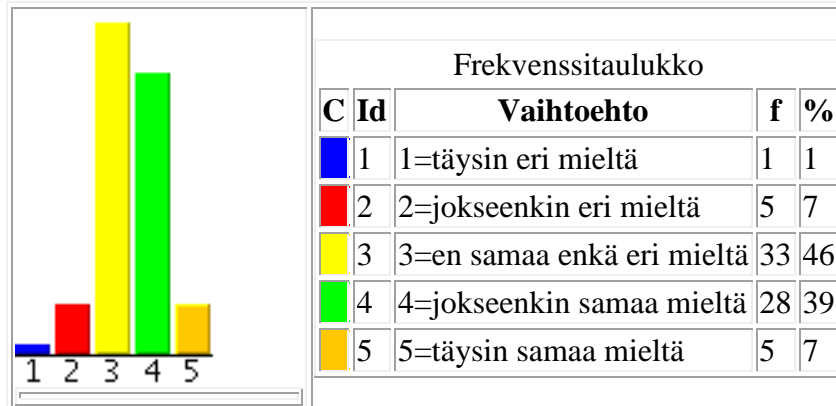 1 2 3 4 5
Frekvenssitaulukko
C Id Vaihtoehto f %
1 1=täysin eri mieltä 1 1
2 2=jokseenkin eri mieltä 5 7
3 3=en samaa enkä eri mieltä 33 46
4 4=jokseenkin samaa mieltä 28 39
5 5=täysin samaa mieltä 5 7